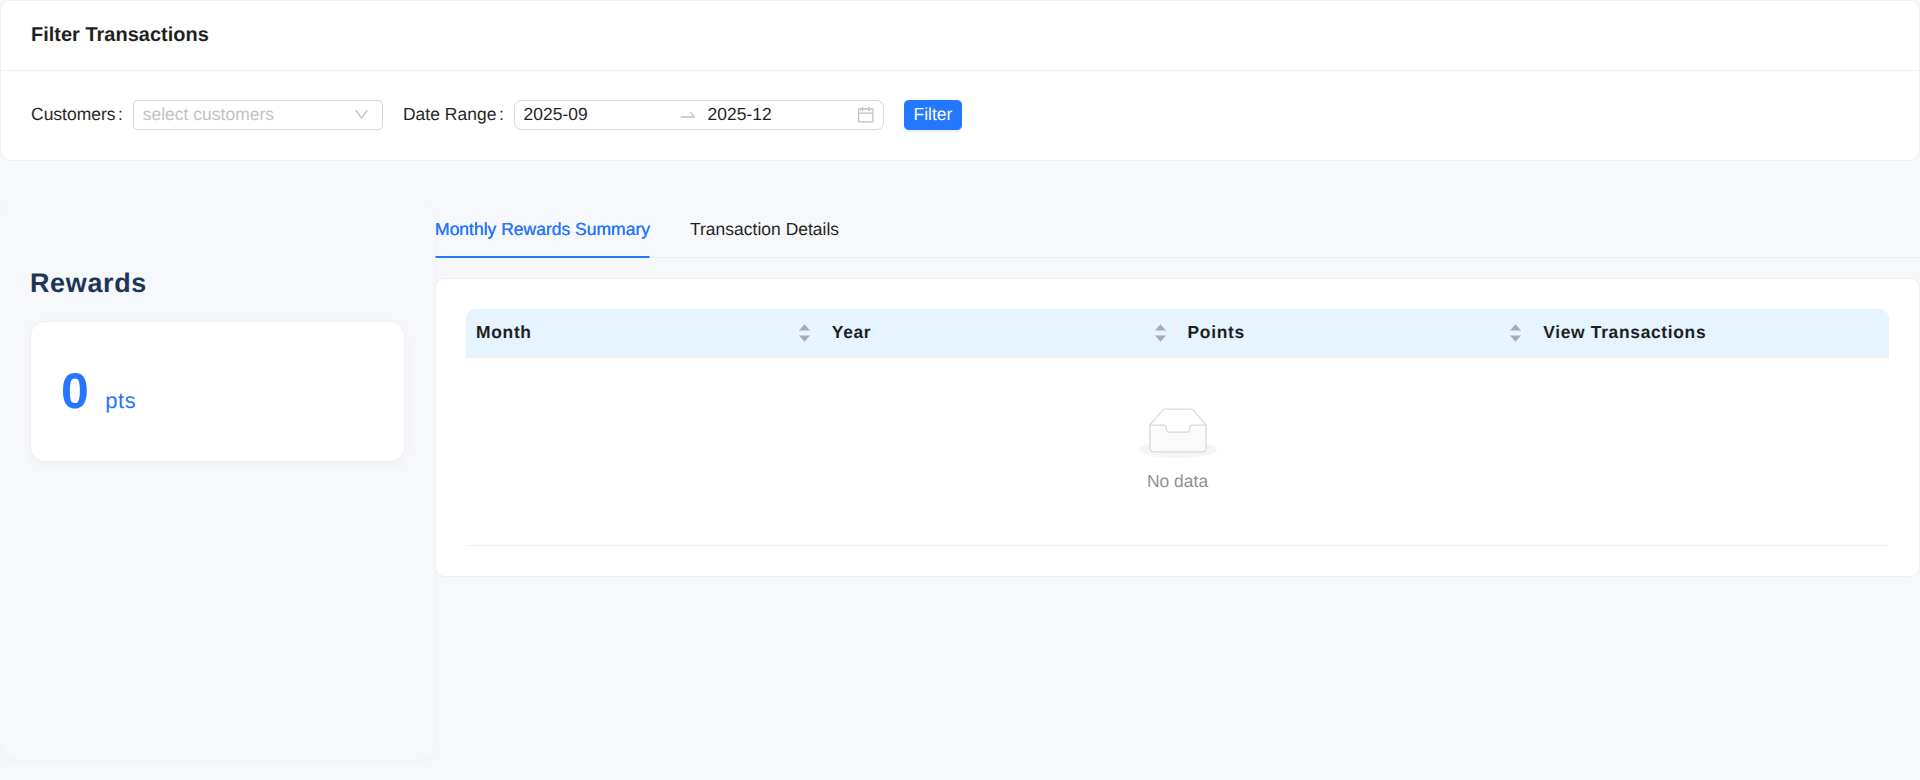 Filter Transactions
Customers: select customers Date Range: 2025-09 2025-12 Filter
Monthly Rewards Summary Transaction Details
Rewards
0 pts
Month Year Points View Transactions
No data